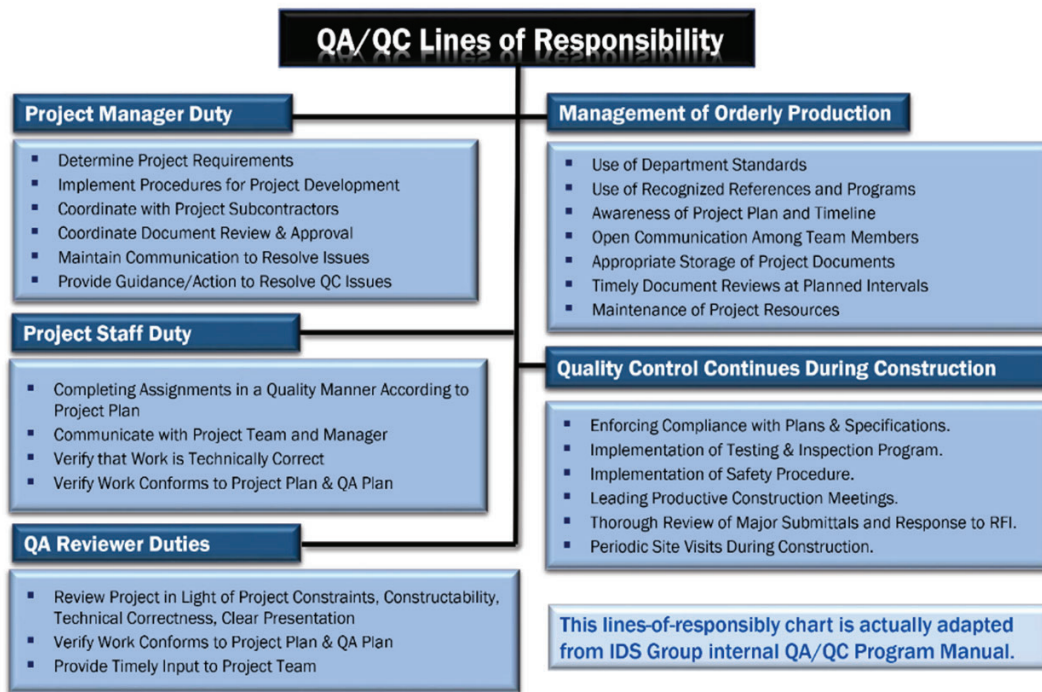 QA/QC Lines of Responsibility
Project Manager Duty
Determine Project Requirements
Implement Procedures for Project Development
Coordinate with Project Subcontractors
Coordinate Document Review & Approval
Maintain Communication to Resolve Issues
Provide Guidance/Action to Resolve QC Issues
Project Staff Duty
Completing Assignments in a Quality Manner According to
Project Plan
Communicate with Project Team and Manager
Verify that Work is Technically Correct
Verify Work Conforms to Project Plan & QA Plan
QA Reviewer Duties
Review Project in Light of Project Constraints, Constructability,
Technical Correctness, Clear Presentation
Verify Work Conforms to Project Plan & QA Plan
Provide Timely Input to Project Team
Management of Orderly Production
Use of Department Standards
Use of Recognized References and Programs
Awareness of Project Plan and Timeline
Open Communication Among Team Members
Appropriate Storage of Project Documents
Timely Document Reviews at Planned Intervals
Maintenance of Project Resources
Quality Control Continues During Construction
Enforcing Compliance with Plans & Specifications.
Implementation of Testing & Inspection Program.
Implementation of Safety Procedure.
Leading Productive Construction Meetings.
Thorough Review of Major Submittals and Response to RFI.
Periodic Site Visits During Construction.
This lines-of-responsibly chart is actually adapted
from IDS Group internal QA/QC Program Manual.